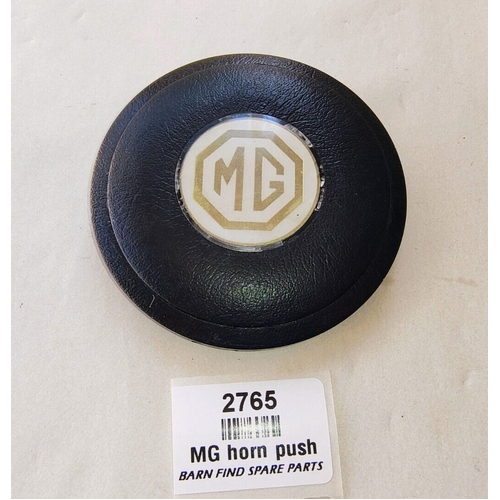 MG
2765
MG horn push
BARN FIND SPARE PARTS